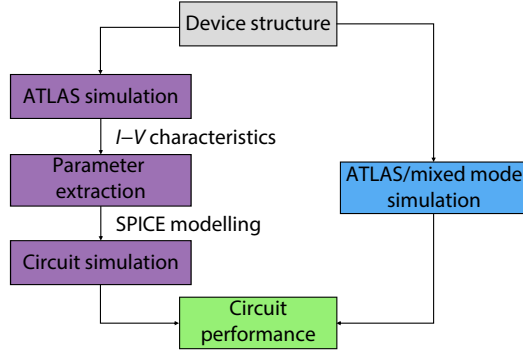 Device structure
ATLAS simulation
I–V characteristics
Parameter
extraction
ATLAS/mixed mode
simulation
SPICE modelling
Circuit simulation
Circuit
performance